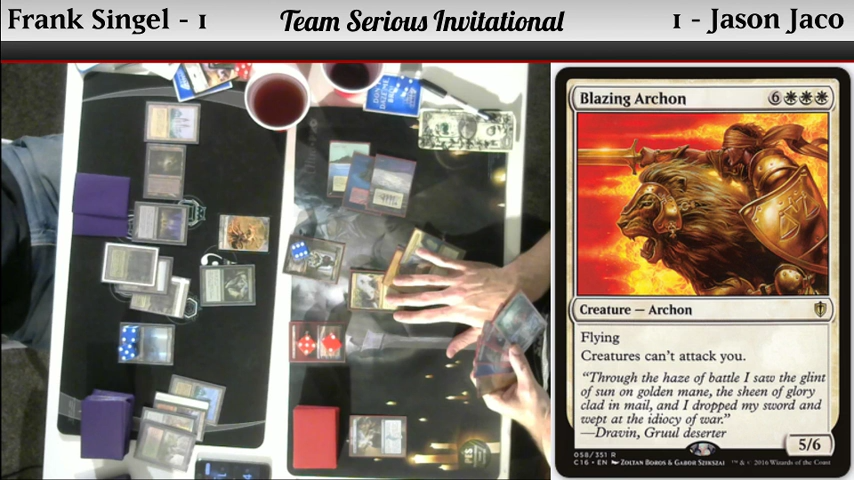 Frank Singel - 1
Team Serious Invitational
1 - Jason Jaco
Blazing Archon
6
Creature — Archon
Flying
Creatures can't attack you.
"Through the haze of battle I saw the glint
of sun on golden mane, the sheen of glory
clad in mail, and I dropped my sword and
wept at the idiocy of war."
—Dravin, Gruul deserter
5/6
058/351 R
C16 • EN ZOLTAN BOROS & GABOR SZIKSZAI
™ & © 2016 Wizards of the Coast